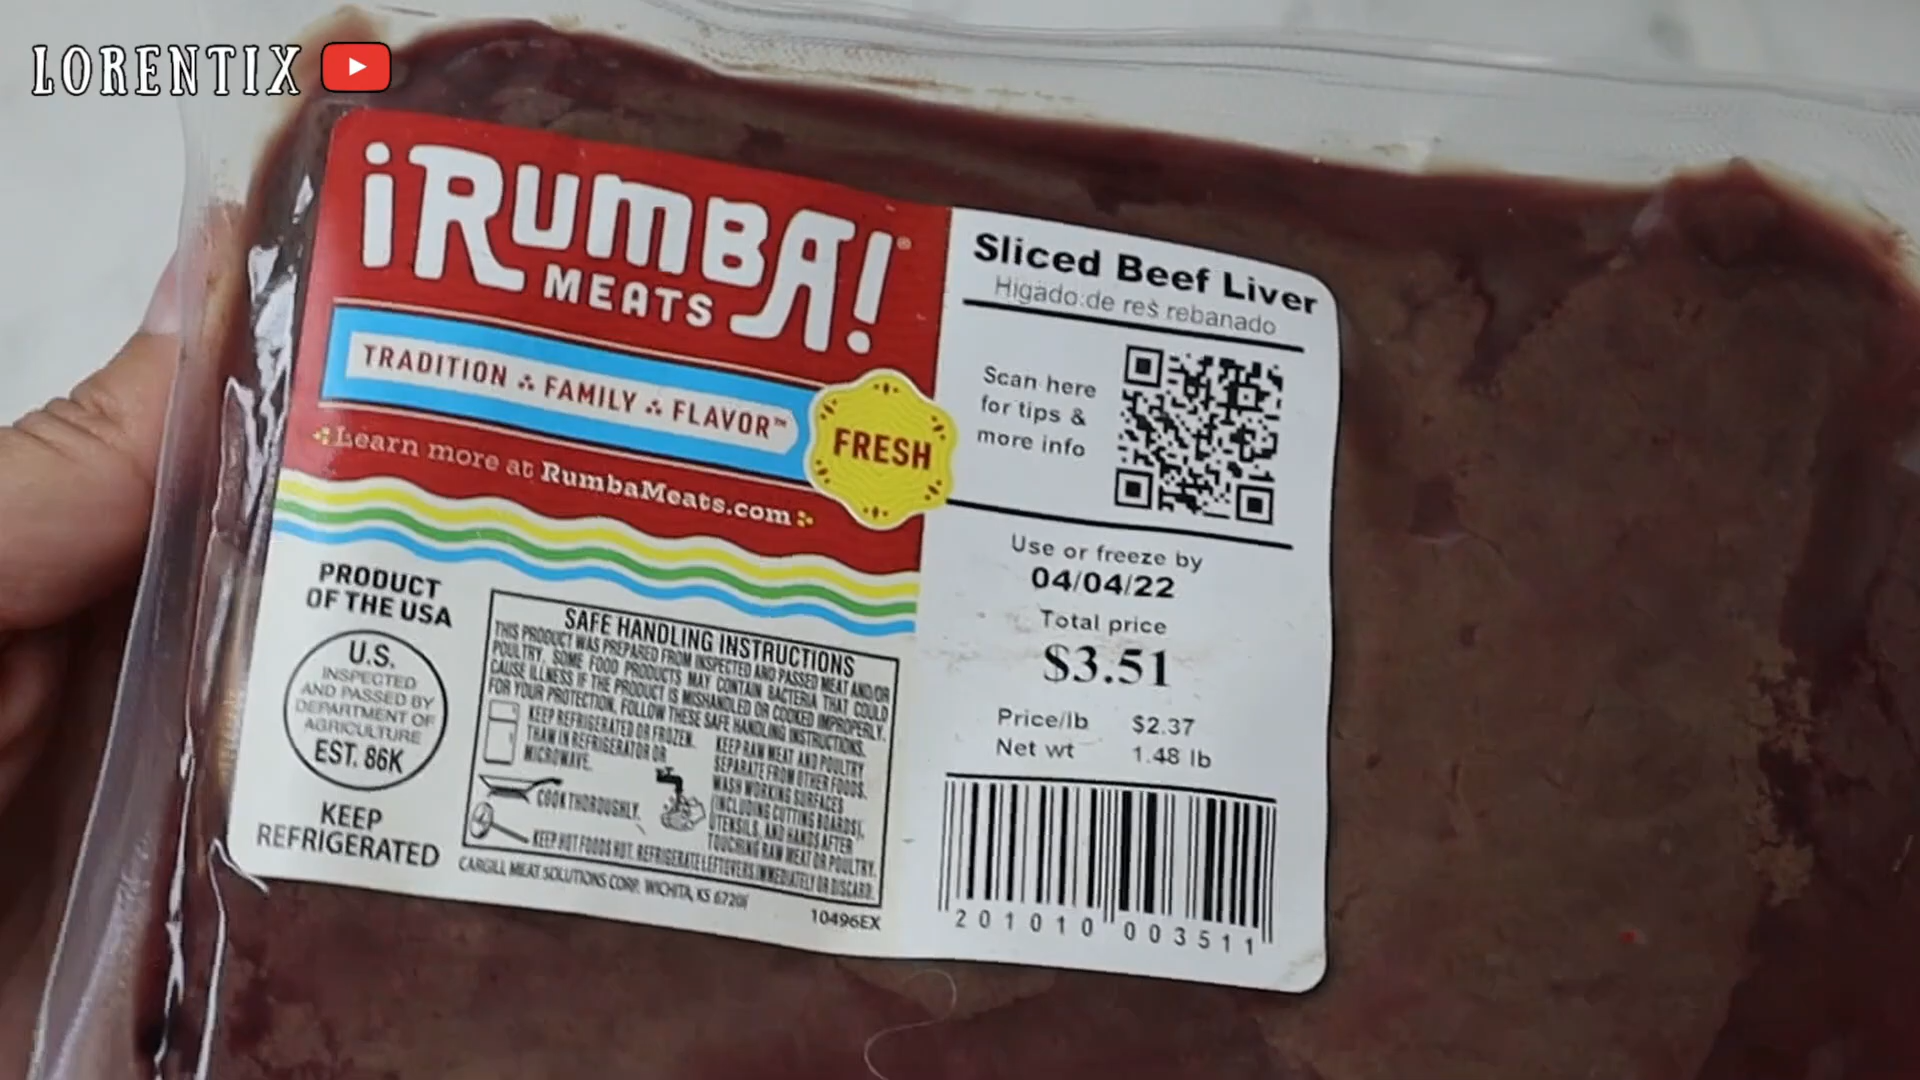 LORENTIX
¡RUMBA!®
MEATS
TRADITION ∴ FAMILY ∴ FLAVOR™
FRESH
Learn more at RumbaMeats.com
PRODUCT
OF THE USA
U.S.
INSPECTED
AND PASSED BY
DEPARTMENT OF
AGRICULTURE
EST. 86K
KEEP
REFRIGERATED
SAFE HANDLING INSTRUCTIONS
THIS PRODUCT WAS PREPARED FROM INSPECTED AND PASSED MEAT AND/OR
POULTRY. SOME FOOD PRODUCTS MAY CONTAIN BACTERIA THAT COULD
CAUSE ILLNESS IF THE PRODUCT IS MISHANDLED OR COOKED IMPROPERLY.
FOR YOUR PROTECTION, FOLLOW THESE SAFE HANDLING INSTRUCTIONS.
KEEP REFRIGERATED OR FROZEN.
THAW IN REFRIGERATOR OR
MICROWAVE.
KEEP RAW MEAT AND POULTRY
SEPARATE FROM OTHER FOODS.
WASH WORKING SURFACES
(INCLUDING CUTTING BOARDS),
UTENSILS, AND HANDS AFTER
TOUCHING RAW MEAT OR POULTRY.
COOK THOROUGHLY.
KEEP HOT FOODS HOT. REFRIGERATE LEFTOVERS IMMEDIATELY OR DISCARD.
CARGILL MEAT SOLUTIONS CORP. WICHITA, KS
10496EX
Sliced Beef Liver
Higado de res rebanado
Scan here
for tips &
more info
Use or freeze by
04/04/22
Total price
$3.51
Price/lb $2.37
Net wt 1.48 lb
201010 003511